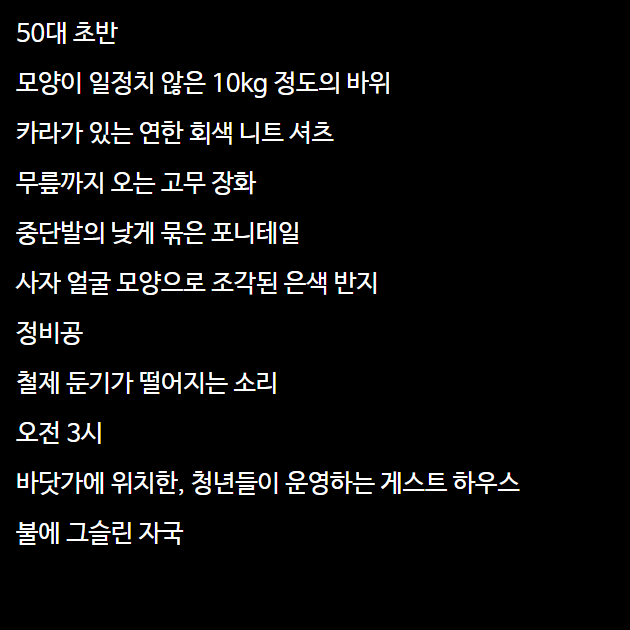 50대 초반
모양이 일정치 않은 10kg 정도의 바위
카라가 있는 연한 회색 니트 셔츠
무릎까지 오는 고무 장화
중단발의 낮게 묶은 포니테일
사자 얼굴 모양으로 조각된 은색 반지
정비공
철제 둔기가 떨어지는 소리
오전 3시
바닷가에 위치한, 청년들이 운영하는 게스트 하우스
불에 그슬린 자국